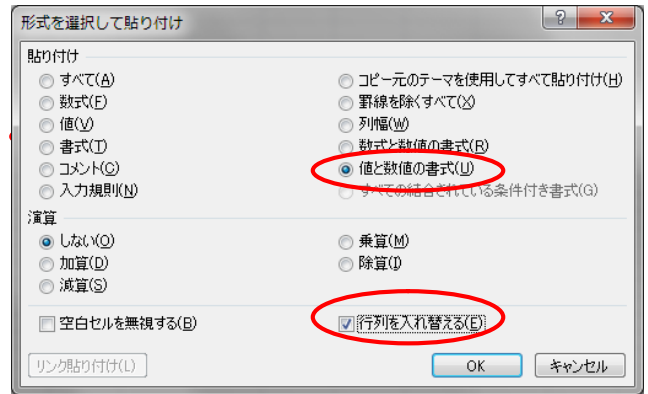 形式を選択して貼り付け
貼り付け
すべて(A)
コピー元のテーマを使用してすべて貼り付け(H)
数式(F)
罫線を除くすべて(X)
値(V)
列幅(W)
書式(T)
数式と数値の書式(R)
コメント(C)
値と数値の書式(U)
入力規則(N)
すべての結合されている条件付き書式(G)
演算
しない(O)
乗算(M)
加算(D)
除算(I)
減算(S)
空白セルを無視する(B)
行列を入れ替える(E)
リンク貼り付け(L)
OK
キャンセル